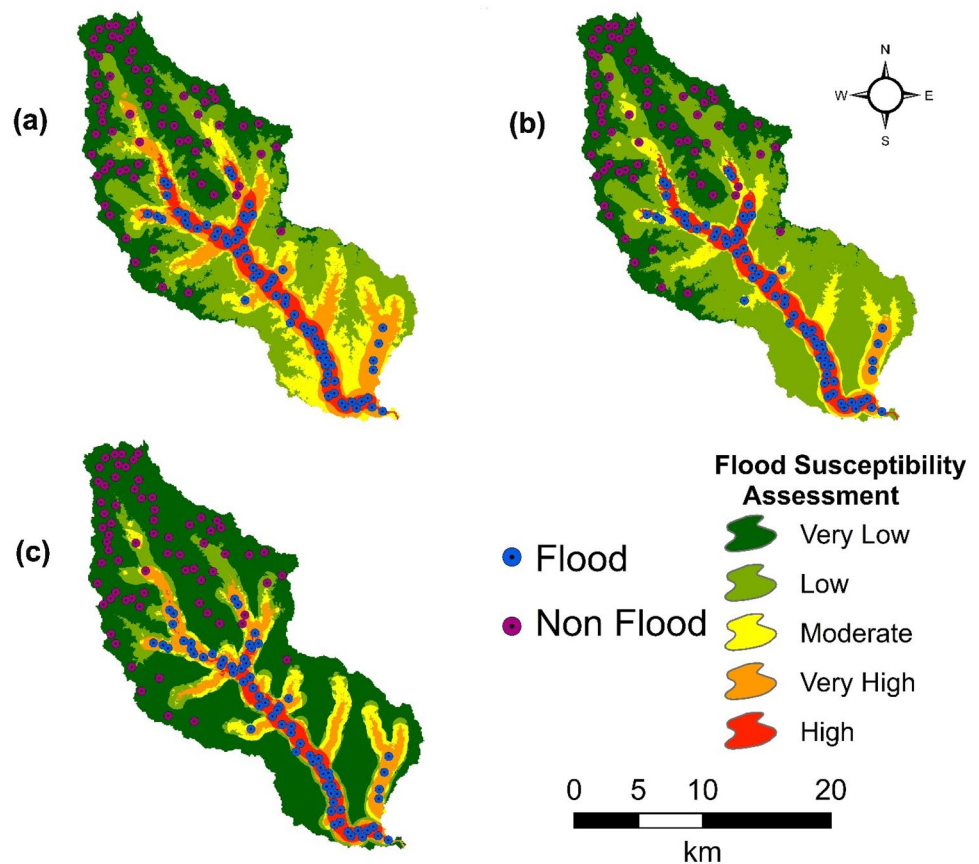 (a)
(b)
N
W
E
S
(c)
Flood
Non Flood
Flood Susceptibility
Assessment
Very Low
Low
Moderate
Very High
High
0 5 10 20
km